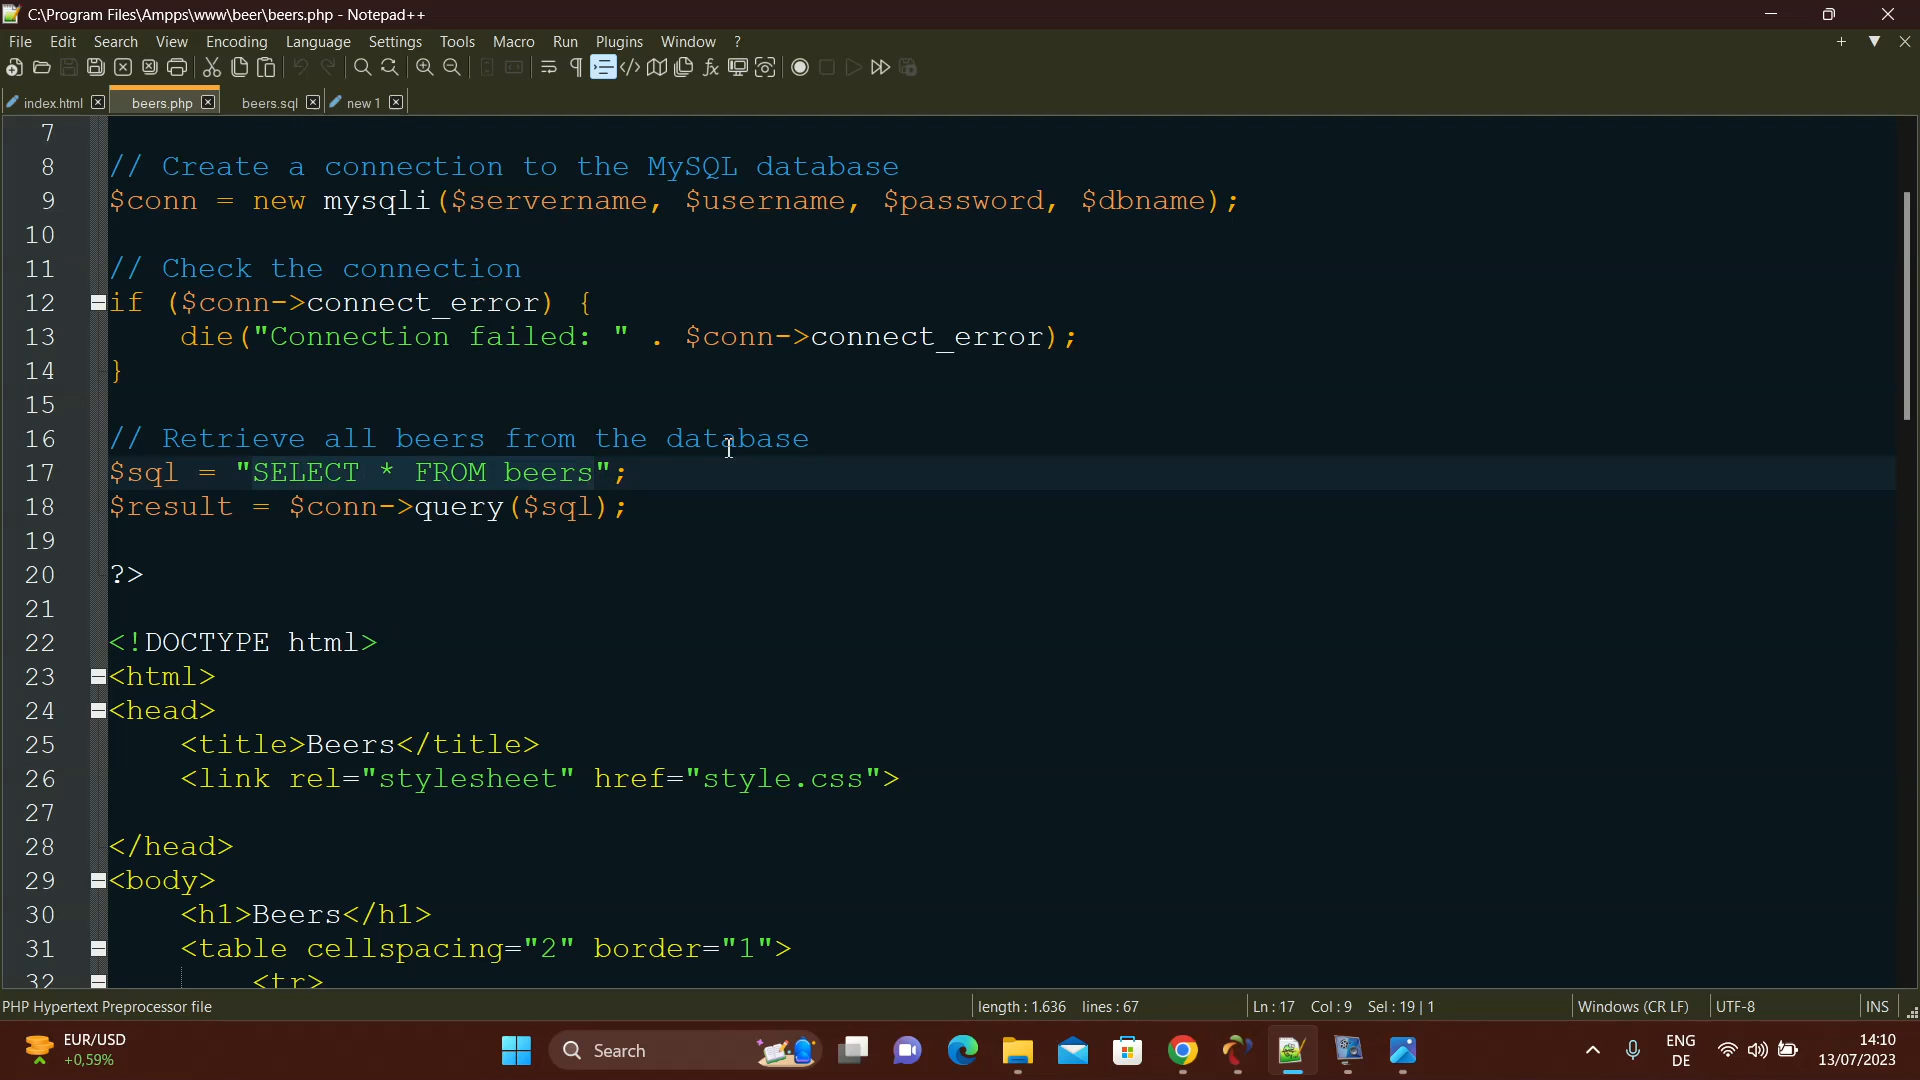 C:\Program Files\Ampps\www\beer\beers.php - Notepad++
File Edit Search View Encoding Language Settings Tools Macro Run Plugins Window ?
index.html beers.php beers.sql new 1
7
8 // Create a connection to the MySQL database
9 $conn = new mysqli($servername, $username, $password, $dbname);
10
11 // Check the connection
12 if ($conn->connect_error) {
13 die("Connection failed: " . $conn->connect_error);
14 }
15
16 // Retrieve all beers from the database
17 $sql = "SELECT * FROM beers";
18 $result = $conn->query($sql);
19
20 ?>
21
22 <!DOCTYPE html>
23 <html>
24 <head>
25 <title>Beers</title>
26 <link rel="stylesheet" href="style.css">
27
28 </head>
29 <body>
30 <h1>Beers</h1>
31 <table cellspacing="2" border="1">
32 <tr>
PHP Hypertext Preprocessor file length : 1.636 lines : 67 Ln : 17 Col : 9 Sel : 19 | 1 Windows (CR LF) UTF-8 INS
EUR/USD
+0,59%
Search
ENG
DE
14:10
13/07/2023